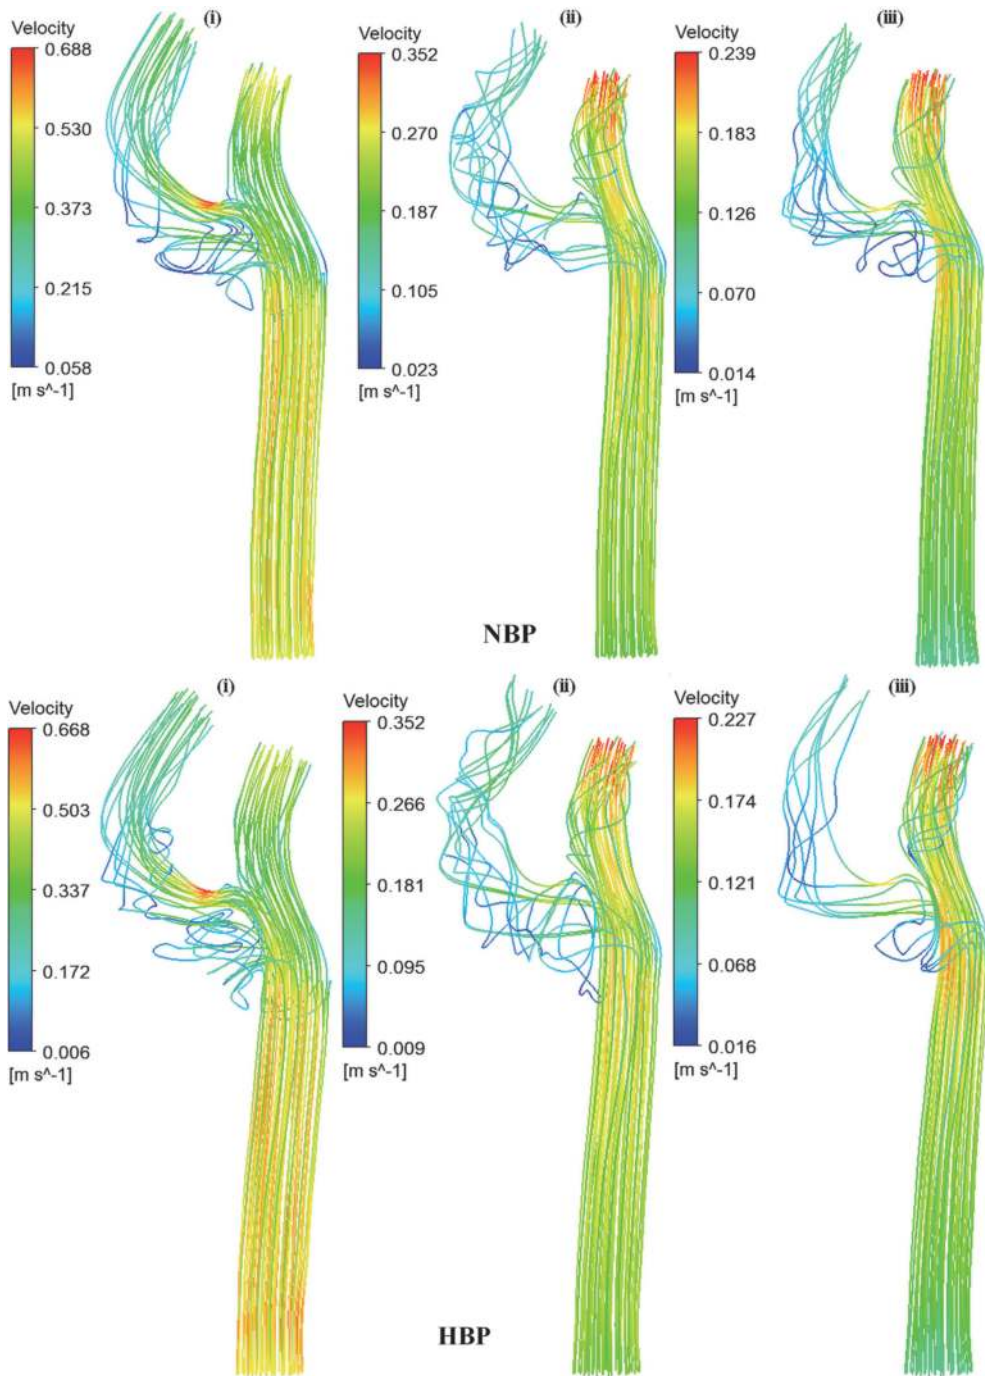 (i)
Velocity
0.688
0.530
0.373
0.215
0.058
[m s^-1]
(ii)
Velocity
0.352
0.270
0.187
0.105
0.023
[m s^-1]
(iii)
Velocity
0.239
0.183
0.126
0.070
0.014
[m s^-1]
NBP
(i)
Velocity
0.668
0.503
0.337
0.172
0.006
[m s^-1]
(ii)
Velocity
0.352
0.266
0.181
0.095
0.009
[m s^-1]
(iii)
Velocity
0.227
0.174
0.121
0.068
0.016
[m s^-1]
HBP